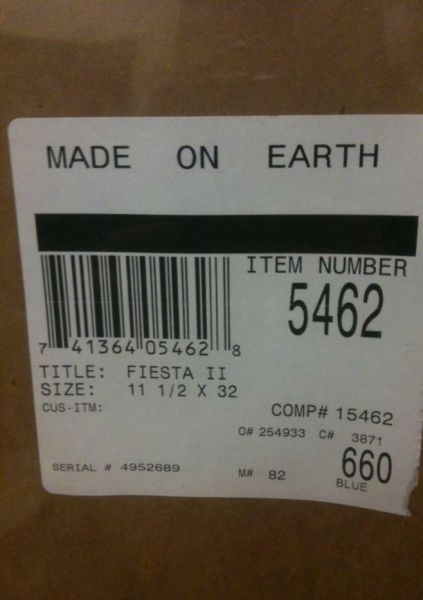 MADE ON EARTH
ITEM NUMBER
5462
7 41364 05462 8
TITLE: FIESTA II
SIZE: 11 1/2 X 32
CUS-ITM:
COMP# 15462
O# 254933 C# 3871
SERIAL # 4952689
M# 82
660
BLUE